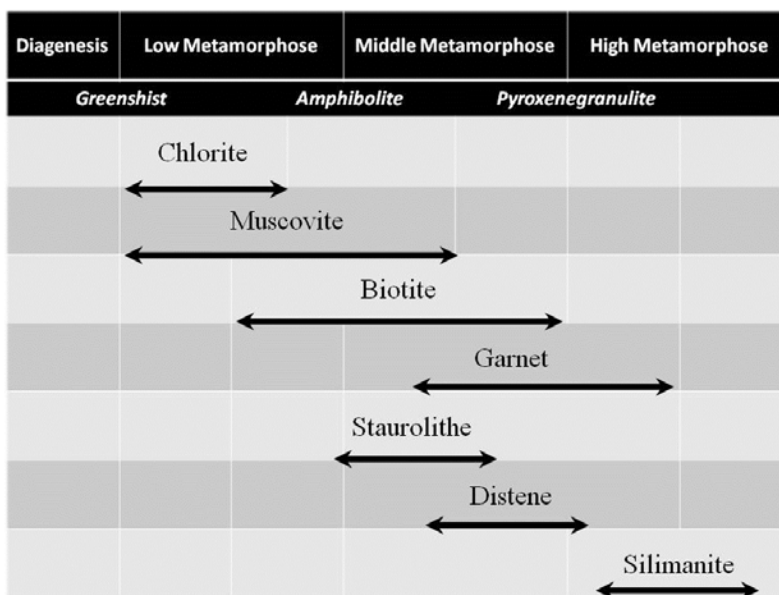 Diagenesis Low Metamorphose Middle Metamorphose High Metamorphose
Greenshist Amphibolite Pyroxenegranulite
Chlorite
Muscovite
Biotite
Garnet
Staurolithe
Distene
Silimanite